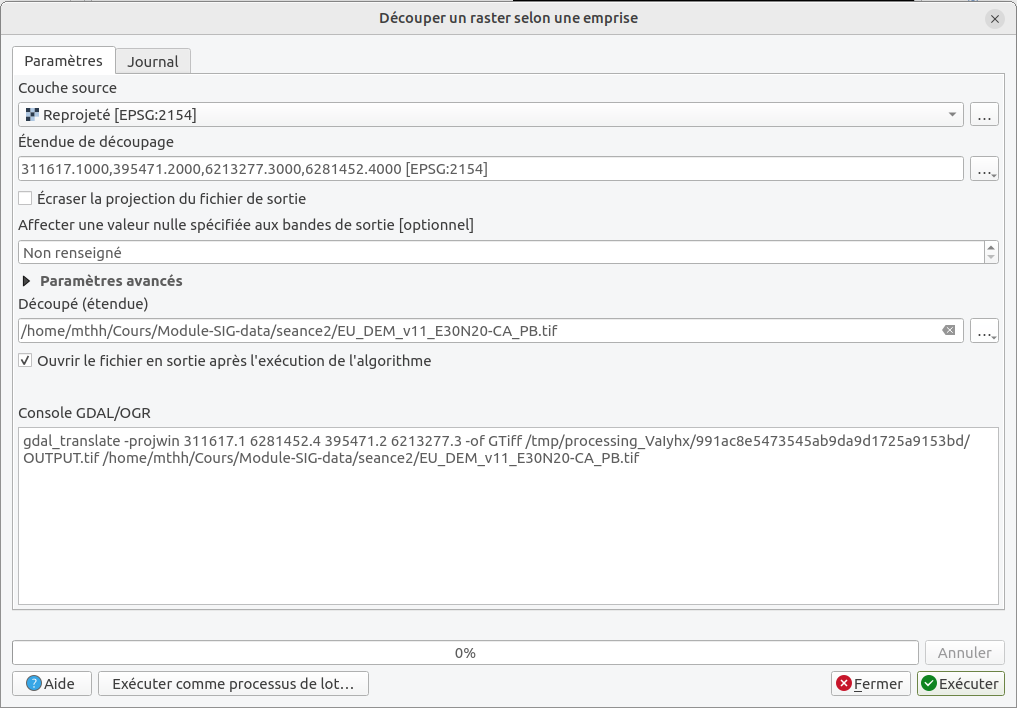 Découper un raster selon une emprise
Paramètres
Journal
Couche source
Reprojeté [EPSG:2154]
...
Étendue de découpage
311617.1000,395471.2000,6213277.3000,6281452.4000 [EPSG:2154]
...
Écraser la projection du fichier de sortie
Affecter une valeur nulle spécifiée aux bandes de sortie [optionnel]
Non renseigné
Paramètres avancés
Découpé (étendue)
/home/mthh/Cours/Module-SIG-data/seance2/EU_DEM_v11_E30N20-CA_PB.tif
...
Ouvrir le fichier en sortie après l'exécution de l'algorithme
Console GDAL/OGR
gdal_translate -projwin 311617.1 6281452.4 395471.2 6213277.3 -of GTiff /tmp/processing_VaIyhx/991ac8e5473545ab9da9d1725a9153bd/
OUTPUT.tif /home/mthh/Cours/Module-SIG-data/seance2/EU_DEM_v11_E30N20-CA_PB.tif
0%
Annuler
Aide
Exécuter comme processus de lot...
Fermer
Exécuter